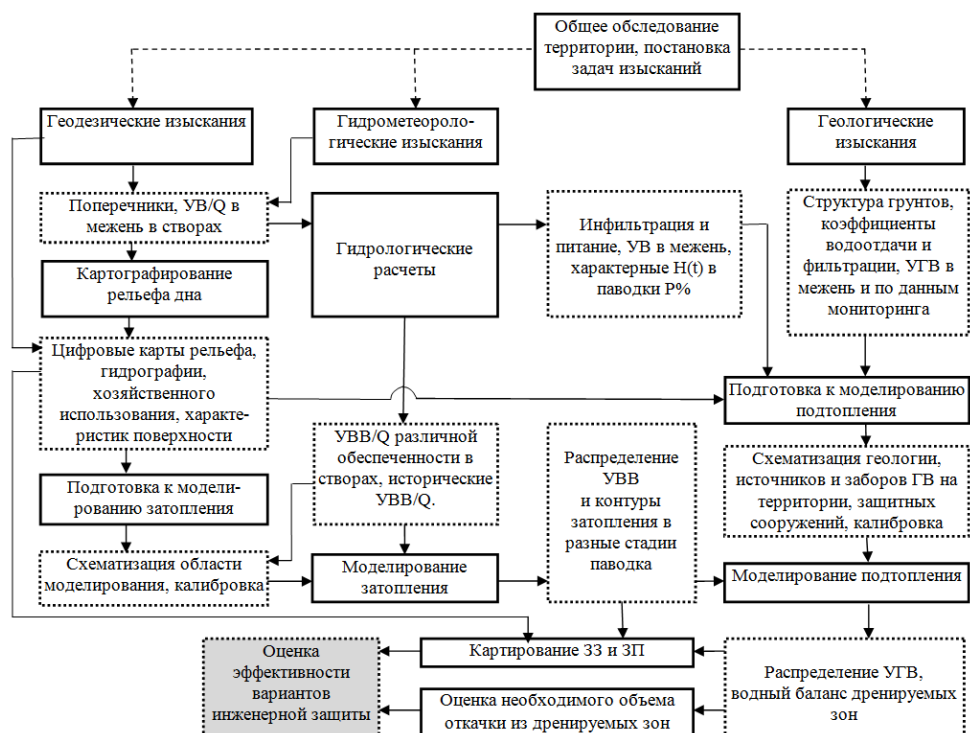 Общее обследование
территории, постановка
задач изысканий
Геодезические изыскания
Гидрометеороло-
гические изыскания
Геологические
изыскания
Поперечники, УВ/Q в
межень в створах
Гидрологические
расчеты
Инфильтрация и
питание, УВ в межень,
характерные H(t) в
паводки P%
Структура грунтов,
коэффициенты
водоотдачи и
фильтрации, УГВ в
межень и по данным
мониторинга
Картографирование
рельефа дна
Цифровые карты рельефа,
гидрографии,
хозяйственного
использования, характе-
ристик поверхности
Подготовка к моделированию
подтопления
УВВ/Q различной
обеспеченности в
створах, исторические
УВВ/Q.
Распределение
УВВ
и контуры
затопления в
разные стадии
паводка
Схематизация геологии,
источников и заборов ГВ на
территории, защитных
сооружений, калибровка
Подготовка к модели-
рованию затопления
Схематизация области
моделирования, калибровка
Моделирование
затопления
Моделирование подтопления
Оценка
эффективности
вариантов
инженерной защиты
Картирование ЗЗ и ЗП
Оценка необходимого объема
откачки из дренируемых зон
Распределение УГВ,
водный баланс дренируемых
зон